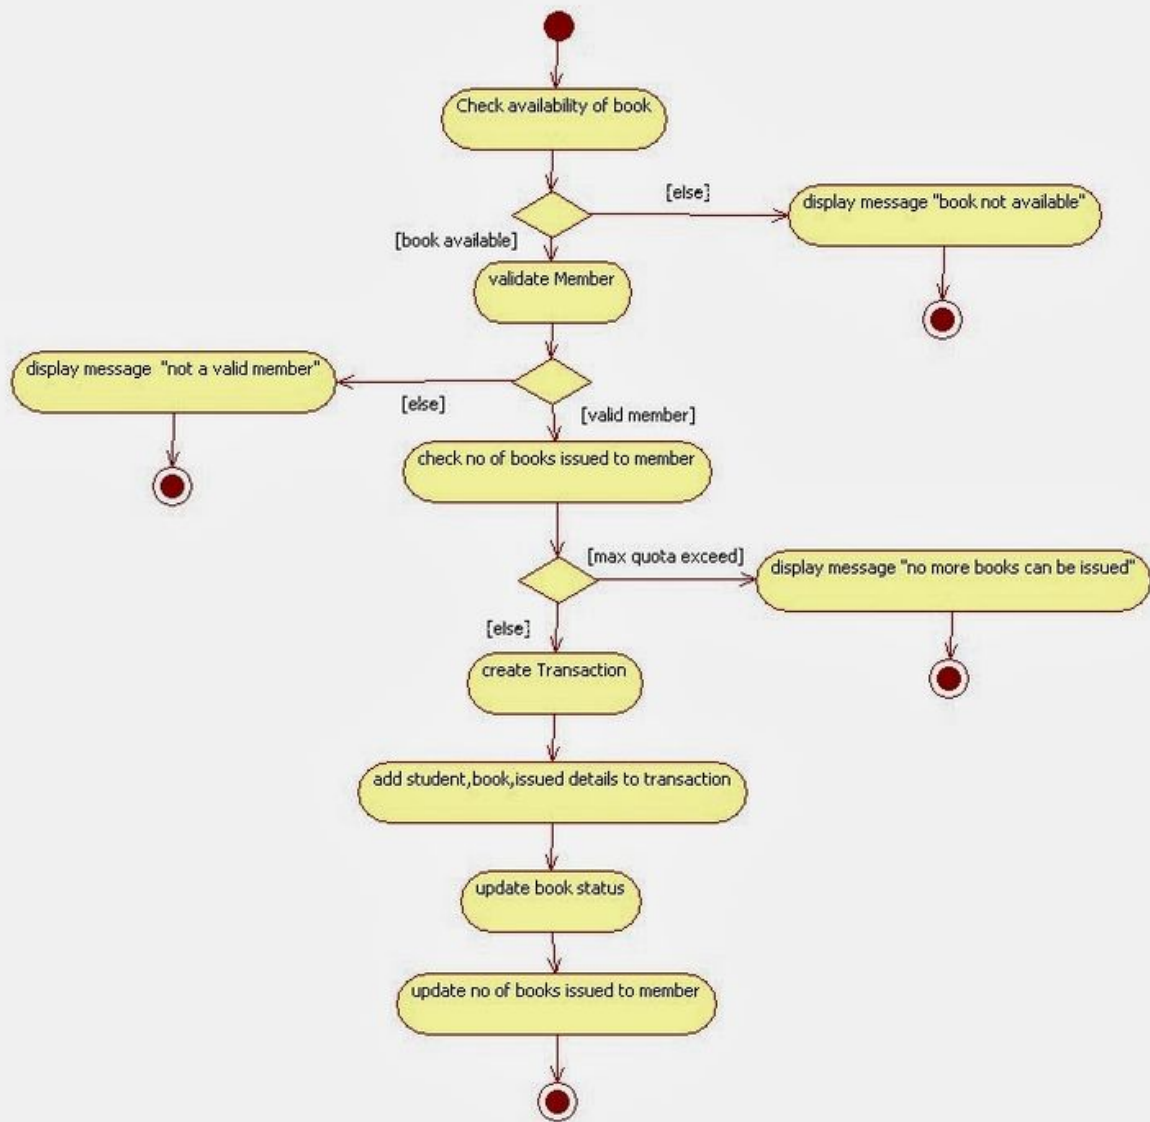 Check availability of book
[else]
display message "book not available"
[book available]
validate Member
display message  "not a valid member"
[else]
[valid member]
check no of books issued to member
[max quota exceed]
display message "no more books can be issued"
[else]
create Transaction
add student,book,issued details to transaction
update book status
update no of books issued to member